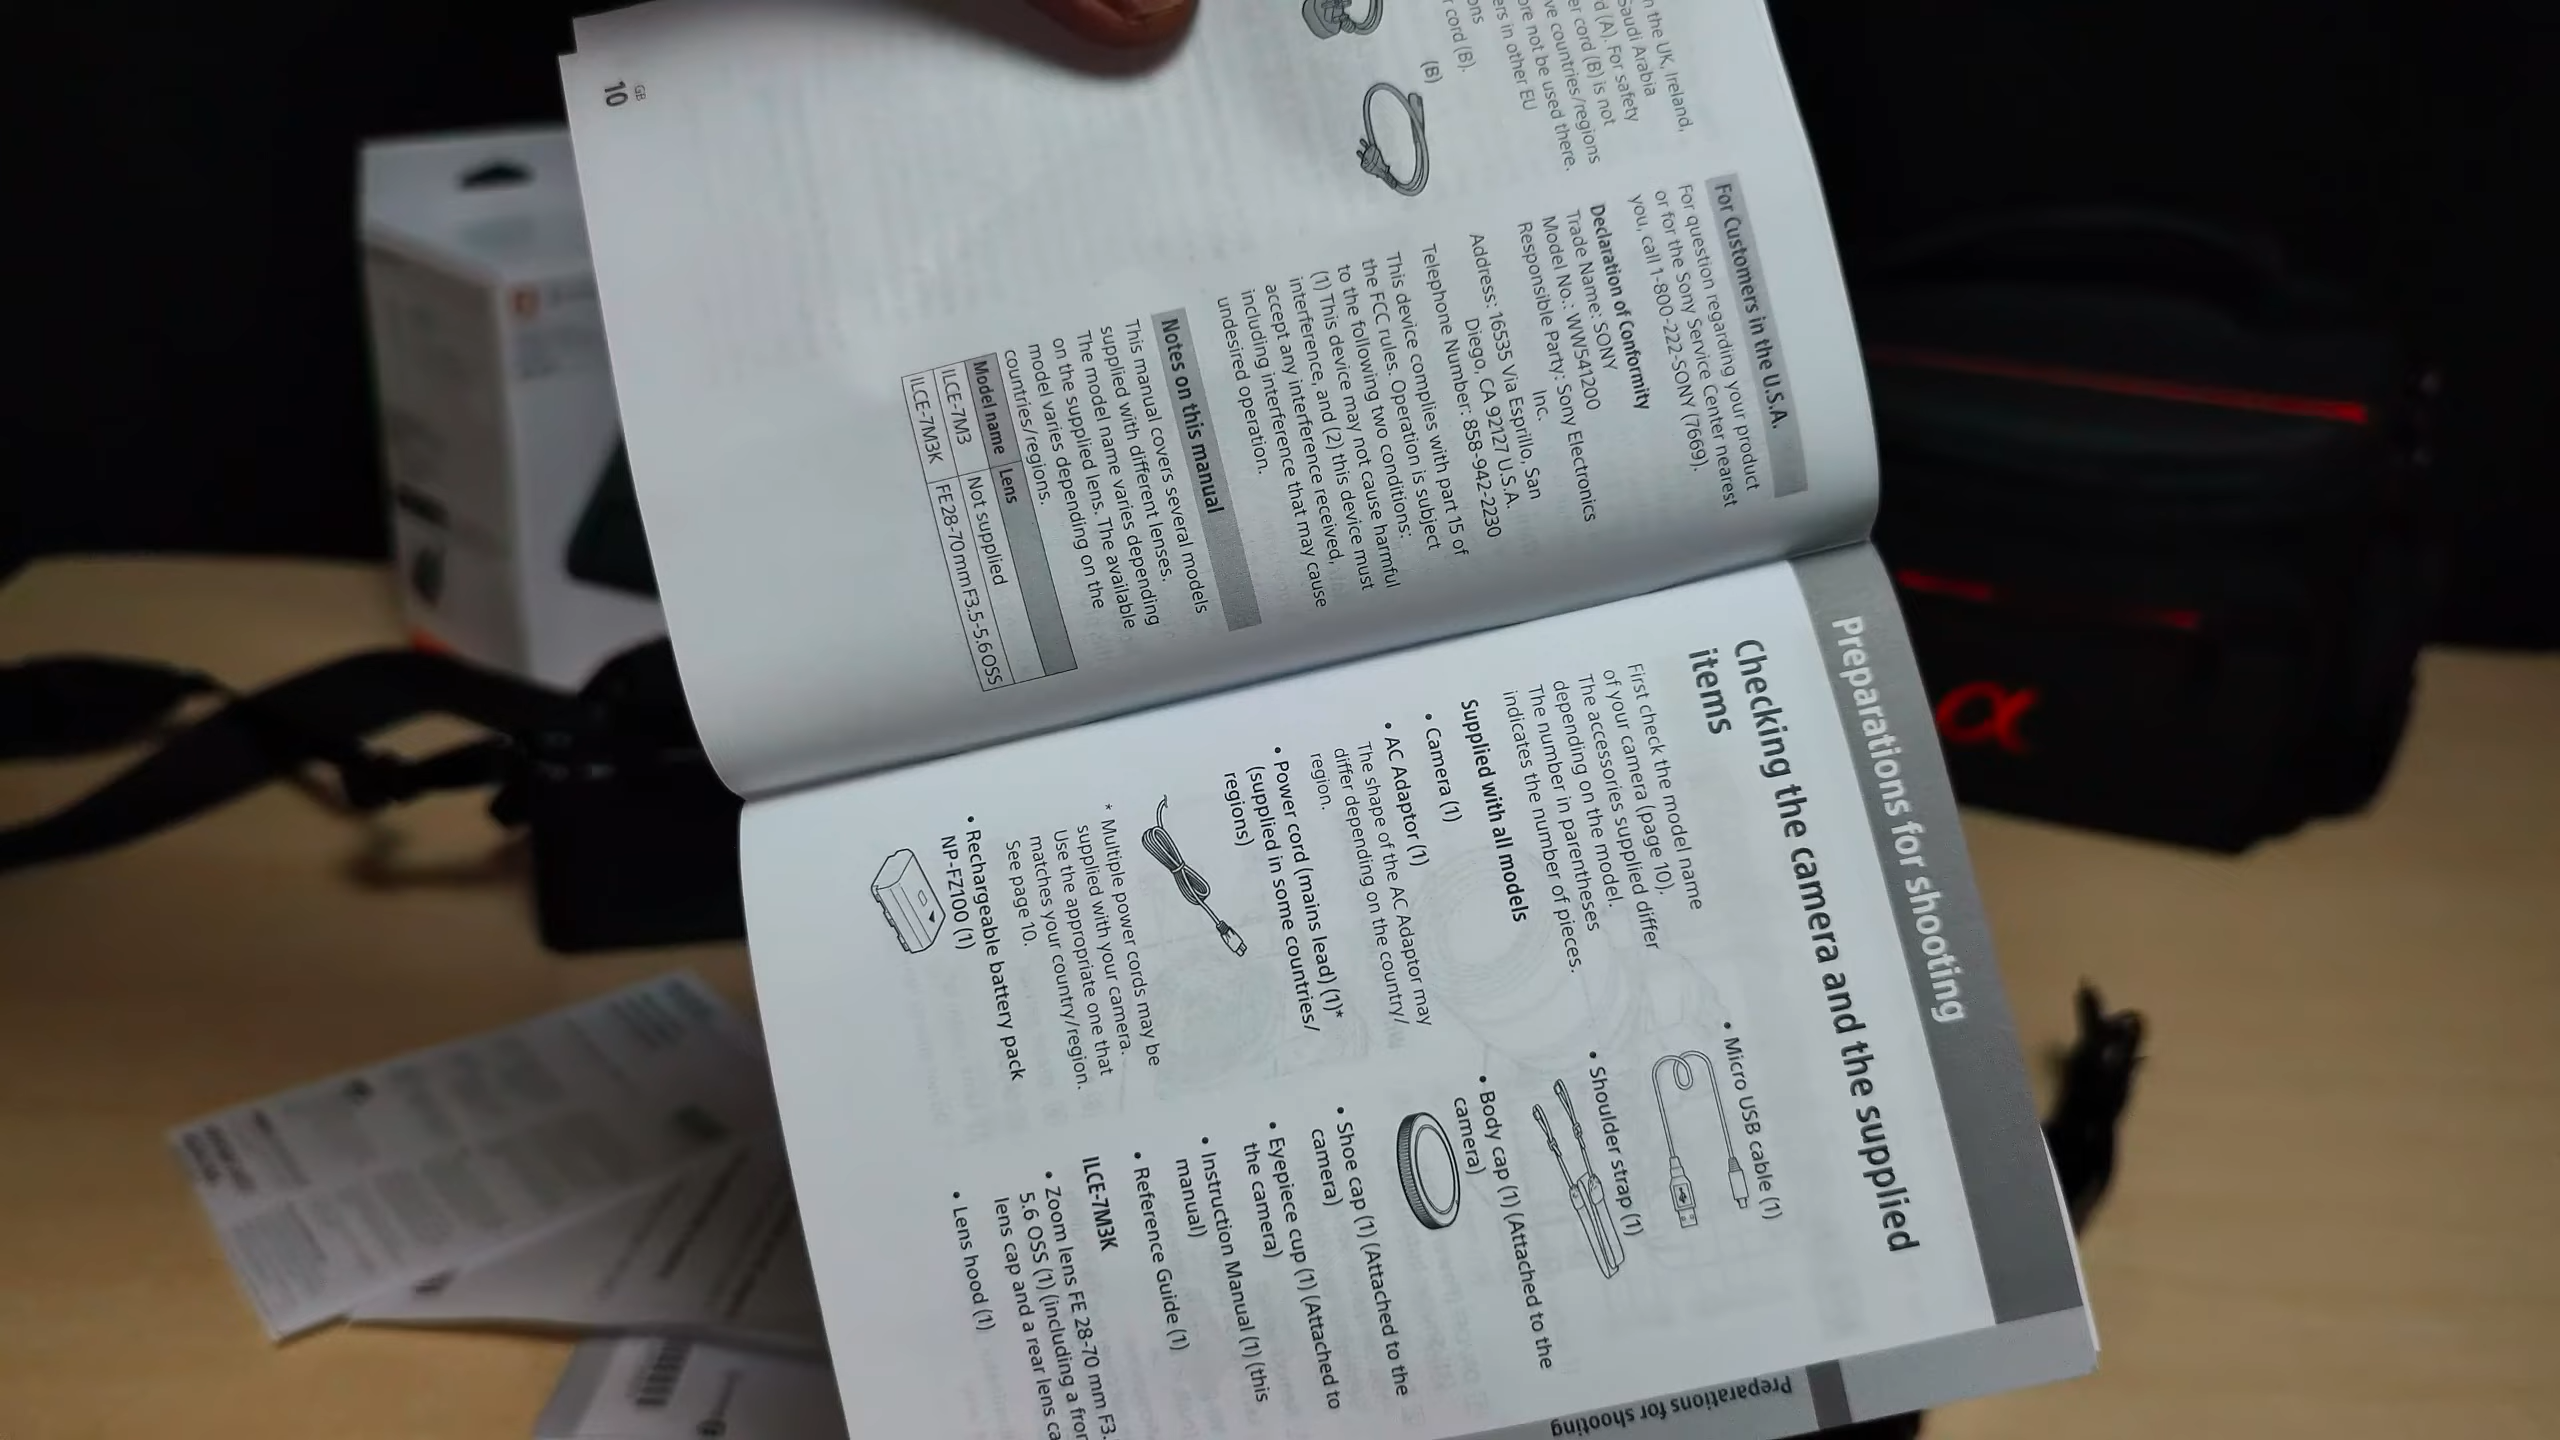 n the UK, Ireland,
Saudi Arabia
d (A). For safety
er cord (B) is not
ve countries/regions
ore not be used there.
ers in other EU
ons
r cord (B).
(B)
For Customers in the U.S.A.
For question regarding your product
or for the Sony Service Center nearest
you, call 1-800-222-SONY (7669).
Declaration of Conformity
Trade Name: SONY
Model No.: WW541200
Responsible Party: Sony Electronics
Inc.
Address: 16535 Via Esprillo, San
Diego, CA 92127 U.S.A.
Telephone Number: 858-942-2230
This device complies with part 15 of
the FCC rules. Operation is subject
to the following two conditions:
(1) This device may not cause harmful
interference, and (2) this device must
accept any interference received,
including interference that may cause
undesired operation.
Notes on this manual
This manual covers several models
supplied with different lenses.
The model name varies depending
on the supplied lens. The available
model varies depending on the
countries/regions.
Model name Lens
ILCE-7M3 Not supplied
ILCE-7M3K FE 28-70mm F3.5-5.6 OSS
GB
10
Preparations for shooting
Checking the camera and the supplied
items
First check the model name
of your camera (page 10).
The accessories supplied differ
depending on the model.
The number in parentheses
indicates the number of pieces.
Supplied with all models
• Camera (1)
• AC Adaptor (1)
The shape of the AC Adaptor may
differ depending on the country/
region.
• Power cord (mains lead) (1)*
(supplied in some countries/
regions)
* Multiple power cords may be
supplied with your camera.
Use the appropriate one that
matches your country/region.
See page 10.
• Rechargeable battery pack
NP-FZ100 (1)
• Micro USB cable (1)
• Shoulder strap (1)
• Body cap (1) (Attached to the
camera)
• Shoe cap (1) (Attached to the
camera)
• Eyepiece cup (1) (Attached to
the camera)
• Instruction Manual (1) (this
manual)
• Reference Guide (1)
ILCE-7M3K
• Zoom lens FE 28-70 mm F3.
5.6 OSS (1) (including a fron
lens cap and a rear lens ca
• Lens hood (1)
Preparations for shooting
α